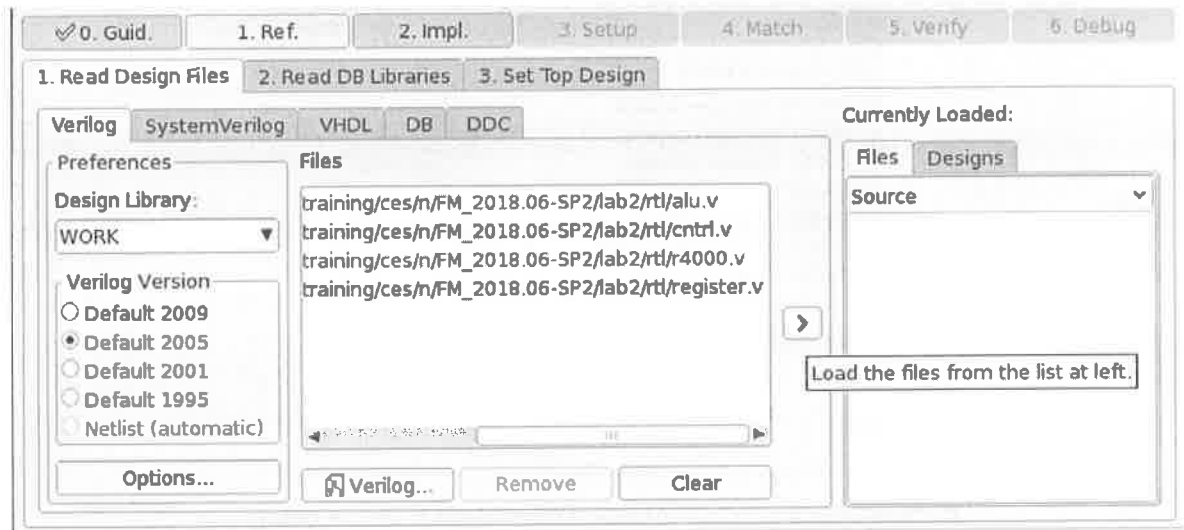 0. Guid. 1. Ref. 2. Impl. 3. Setup 4. Match 5. Verify 6. Debug
1. Read Design Files 2. Read DB Libraries 3. Set Top Design
Verilog SystemVerilog VHDL DB DDC
Currently Loaded:
Preferences
Design Library:
WORK
Verilog Version
Default 2009
Default 2005
Default 2001
Default 1995
Netlist (automatic)
Options...
Files
training/ces/n/FM_2018.06-SP2/lab2/rtl/alu.v
training/ces/n/FM_2018.06-SP2/lab2/rtl/cntrl.v
training/ces/n/FM_2018.06-SP2/lab2/rtl/r4000.v
training/ces/n/FM_2018.06-SP2/lab2/rtl/register.v
Verilog... Remove Clear
>
Files Designs
Source
Load the files from the list at left.